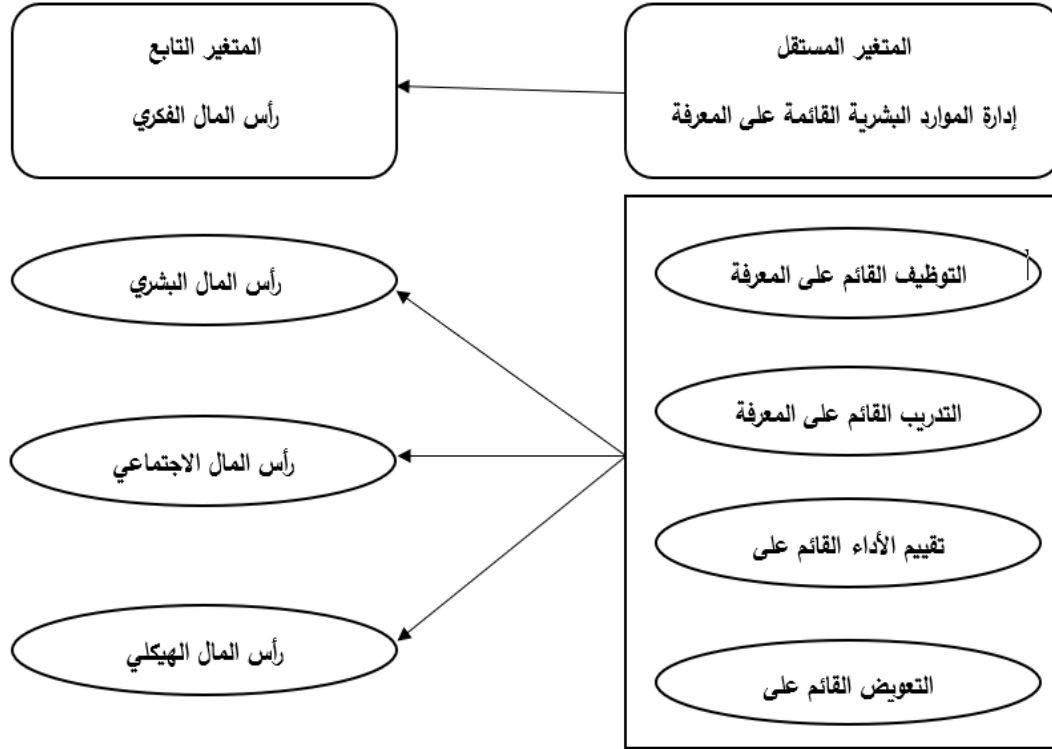 المتغير المستقل
إدارة الموارد البشرية القائمة على المعرفة
المتغير التابع
رأس المال الفكري
التوظيف القائم على المعرفة
التدريب القائم على المعرفة
تقييم الأداء القائم على
التعويض القائم على
رأس المال البشري
رأس المال الاجتماعي
رأس المال الهيكلي